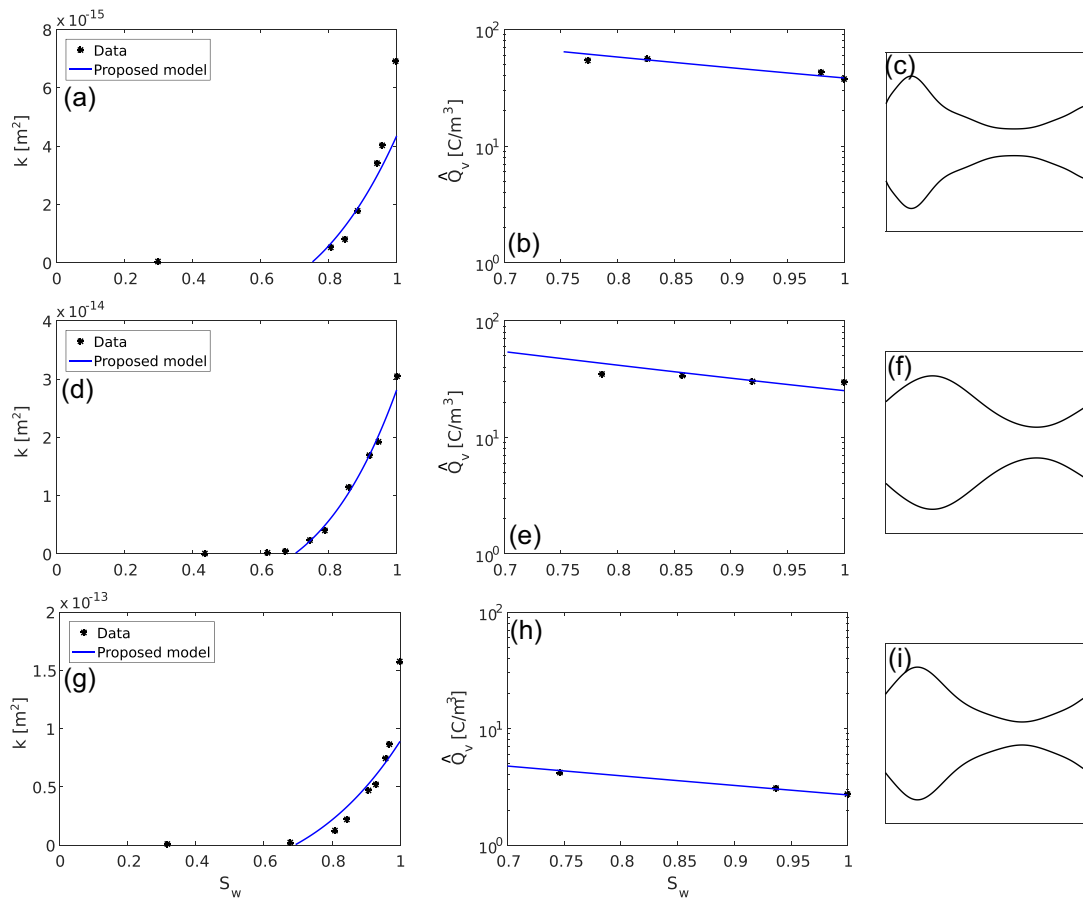 × 10^-15
8
6
4
2
0
k [m²]
Data
Proposed model
(a)
0 0.2 0.4 0.6 0.8 1
10²
10¹
10⁰
Q̂_v [C/m³]
(b)
0.7 0.75 0.8 0.85 0.9 0.95 1
(c)
× 10^-14
4
3
2
1
0
k [m²]
Data
Proposed model
(d)
0 0.2 0.4 0.6 0.8 1
10²
10¹
10⁰
Q̂_v [C/m³]
(e)
0.7 0.75 0.8 0.85 0.9 0.95 1
(f)
× 10^-13
2
1.5
1
0.5
0
k [m²]
Data
Proposed model
(g)
0 0.2 0.4 0.6 0.8 1
S_w
10²
10¹
10⁰
Q̂_v [C/m³]
(h)
0.7 0.75 0.8 0.85 0.9 0.95 1
S_w
(i)